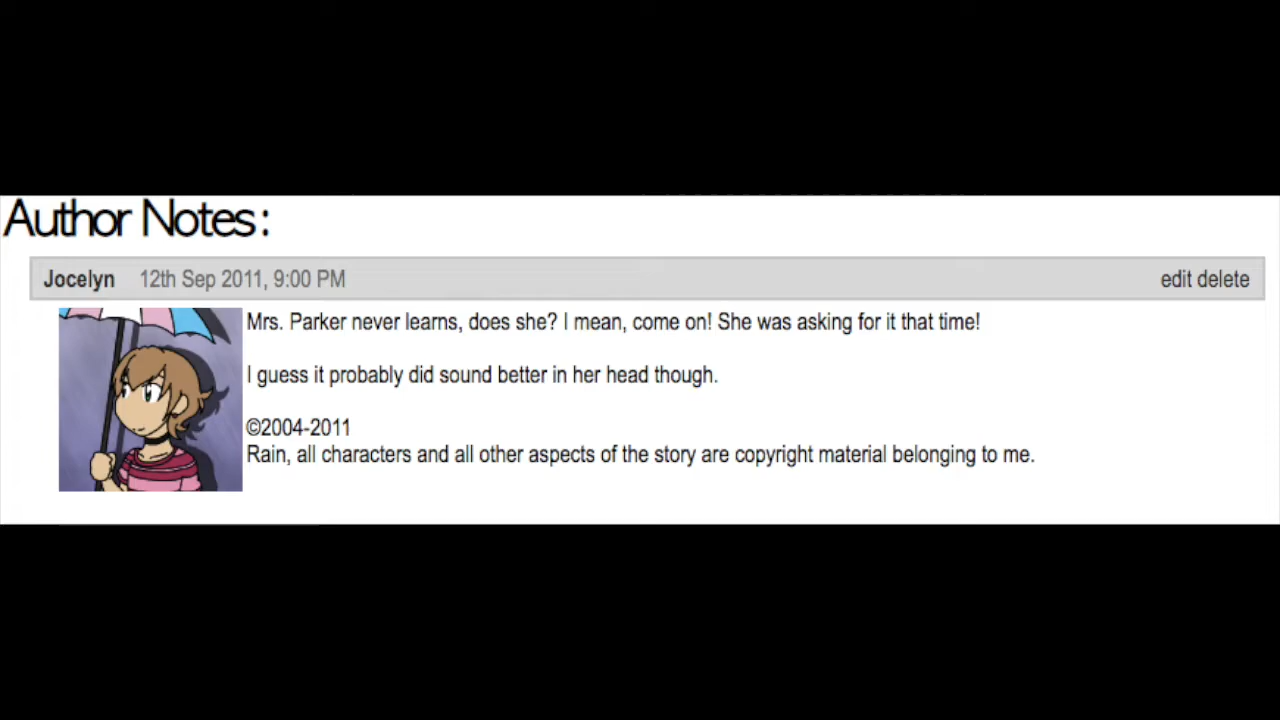 Author Notes:
Jocelyn 12th Sep 2011, 9:00 PM edit delete
Mrs. Parker never learns, does she? I mean, come on! She was asking for it that time!
I guess it probably did sound better in her head though.
©2004-2011
Rain, all characters and all other aspects of the story are copyright material belonging to me.